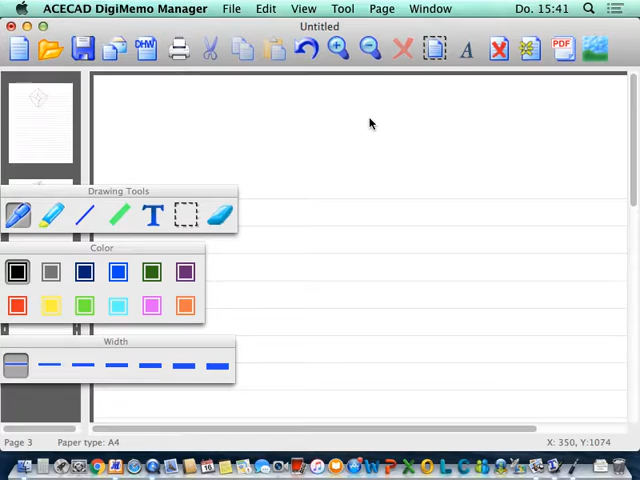 ACECAD DigiMemo Manager File Edit View Tool Page Window Do. 15:41
Untitled
DHW A PDF
Drawing Tools
T
Color
Width
Page 3 Paper type: A4 X: 350, Y:1074